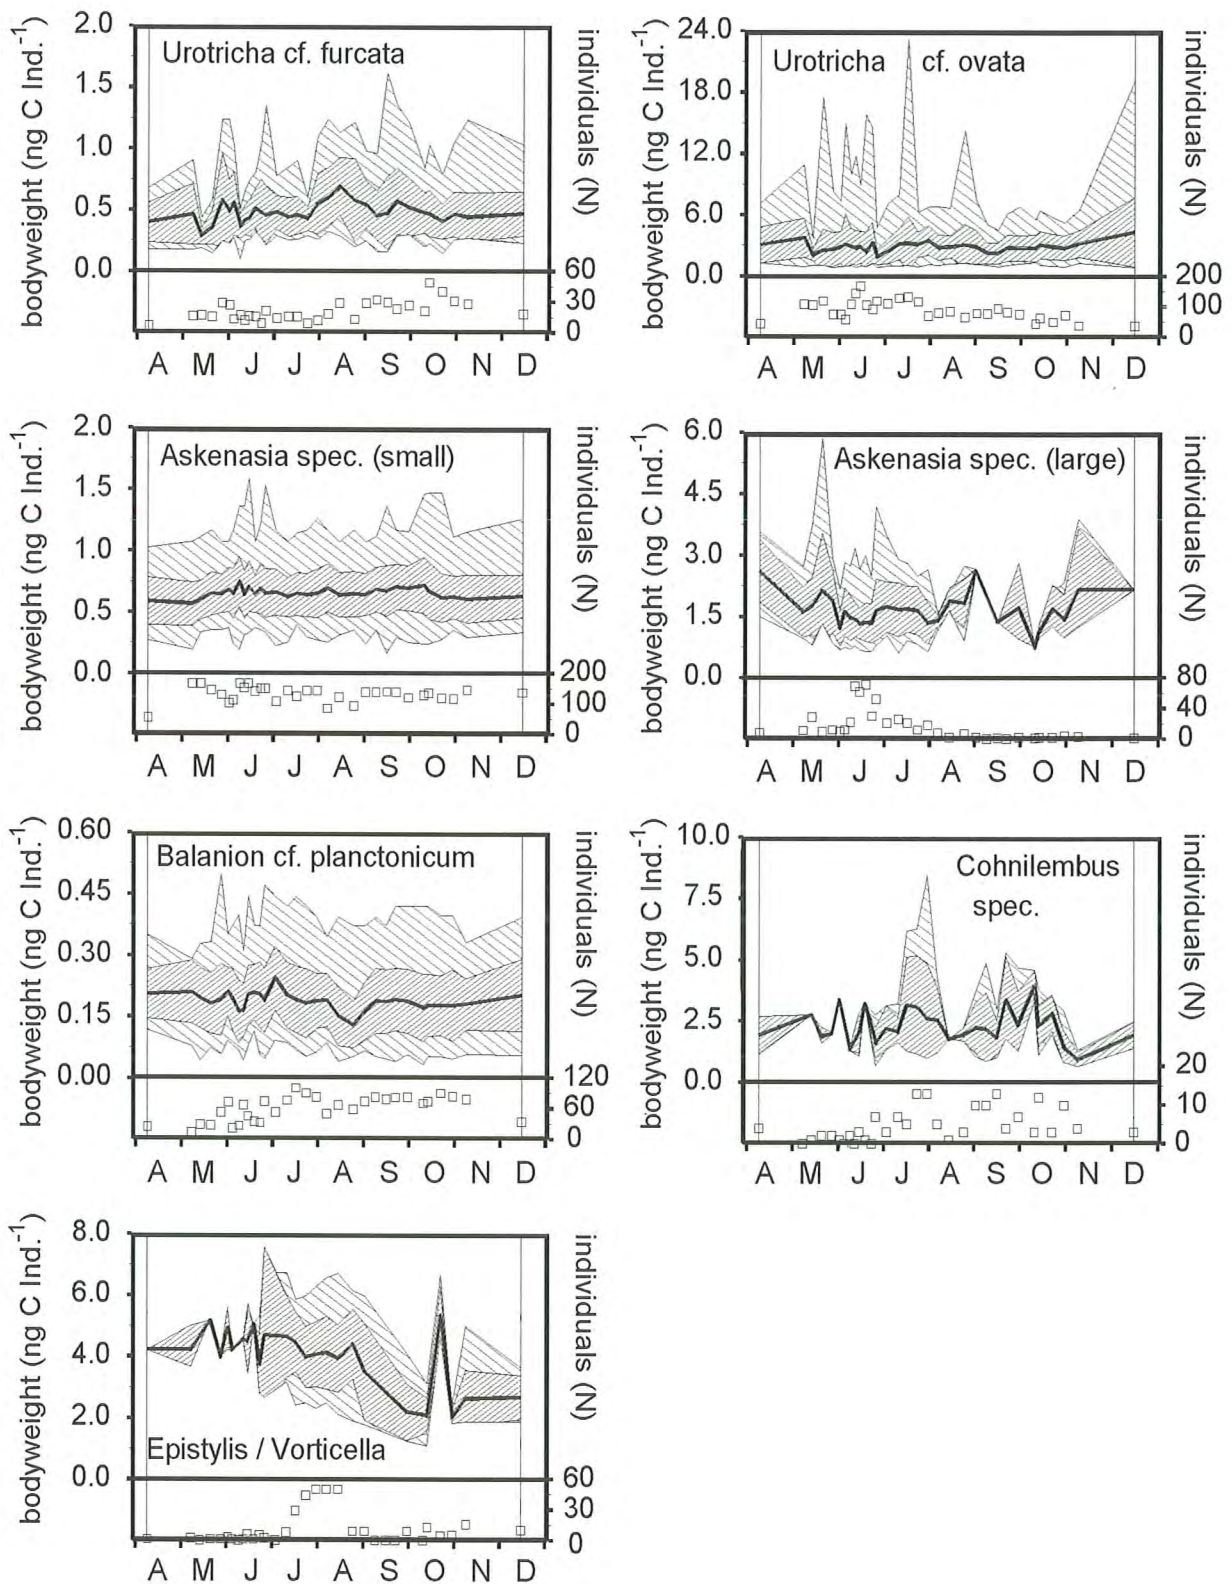 bodyweight (ng C Ind.-1)
2.0
1.5
1.0
0.5
0.0
Urotricha cf. furcata
individuals (N)
60
30
0
A M J J A S O N D
bodyweight (ng C Ind.-1)
24.0
18.0
12.0
6.0
0.0
Urotricha cf. ovata
individuals (N)
200
100
0
A M J J A S O N D
bodyweight (ng C Ind.-1)
2.0
1.5
1.0
0.5
0.0
Askenasia spec. (small)
individuals (N)
200
100
0
A M J J A S O N D
bodyweight (ng C Ind.-1)
6.0
4.5
3.0
1.5
0.0
Askenasia spec. (large)
individuals (N)
80
40
0
A M J J A S O N D
bodyweight (ng C Ind.-1)
0.60
0.45
0.30
0.15
0.00
Balanion cf. planctonicum
individuals (N)
120
60
0
A M J J A S O N D
bodyweight (ng C Ind.-1)
10.0
7.5
5.0
2.5
0.0
Cohnilembus
spec.
individuals (N)
20
10
0
A M J J A S O N D
bodyweight (ng C Ind.-1)
8.0
6.0
4.0
2.0
0.0
Epistylis / Vorticella
individuals (N)
60
30
0
A M J J A S O N D